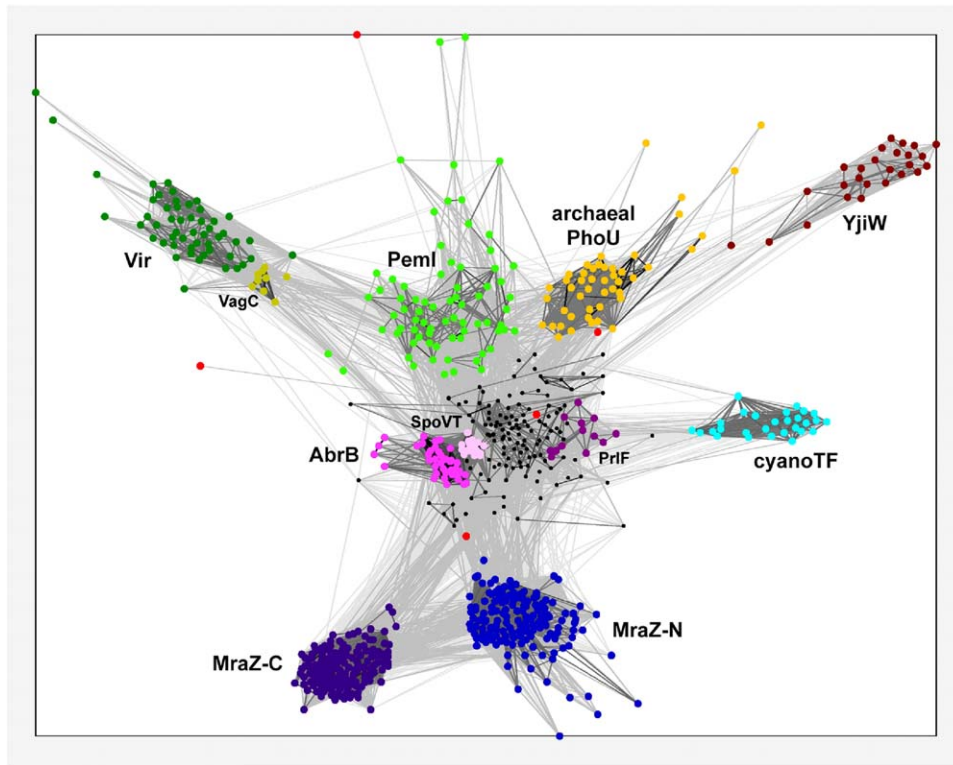 archaeal
PhoU
YjiW
Vir
PemI
VagC
SpoVT
AbrB
PrlF
cyanoTF
MraZ-N
MraZ-C